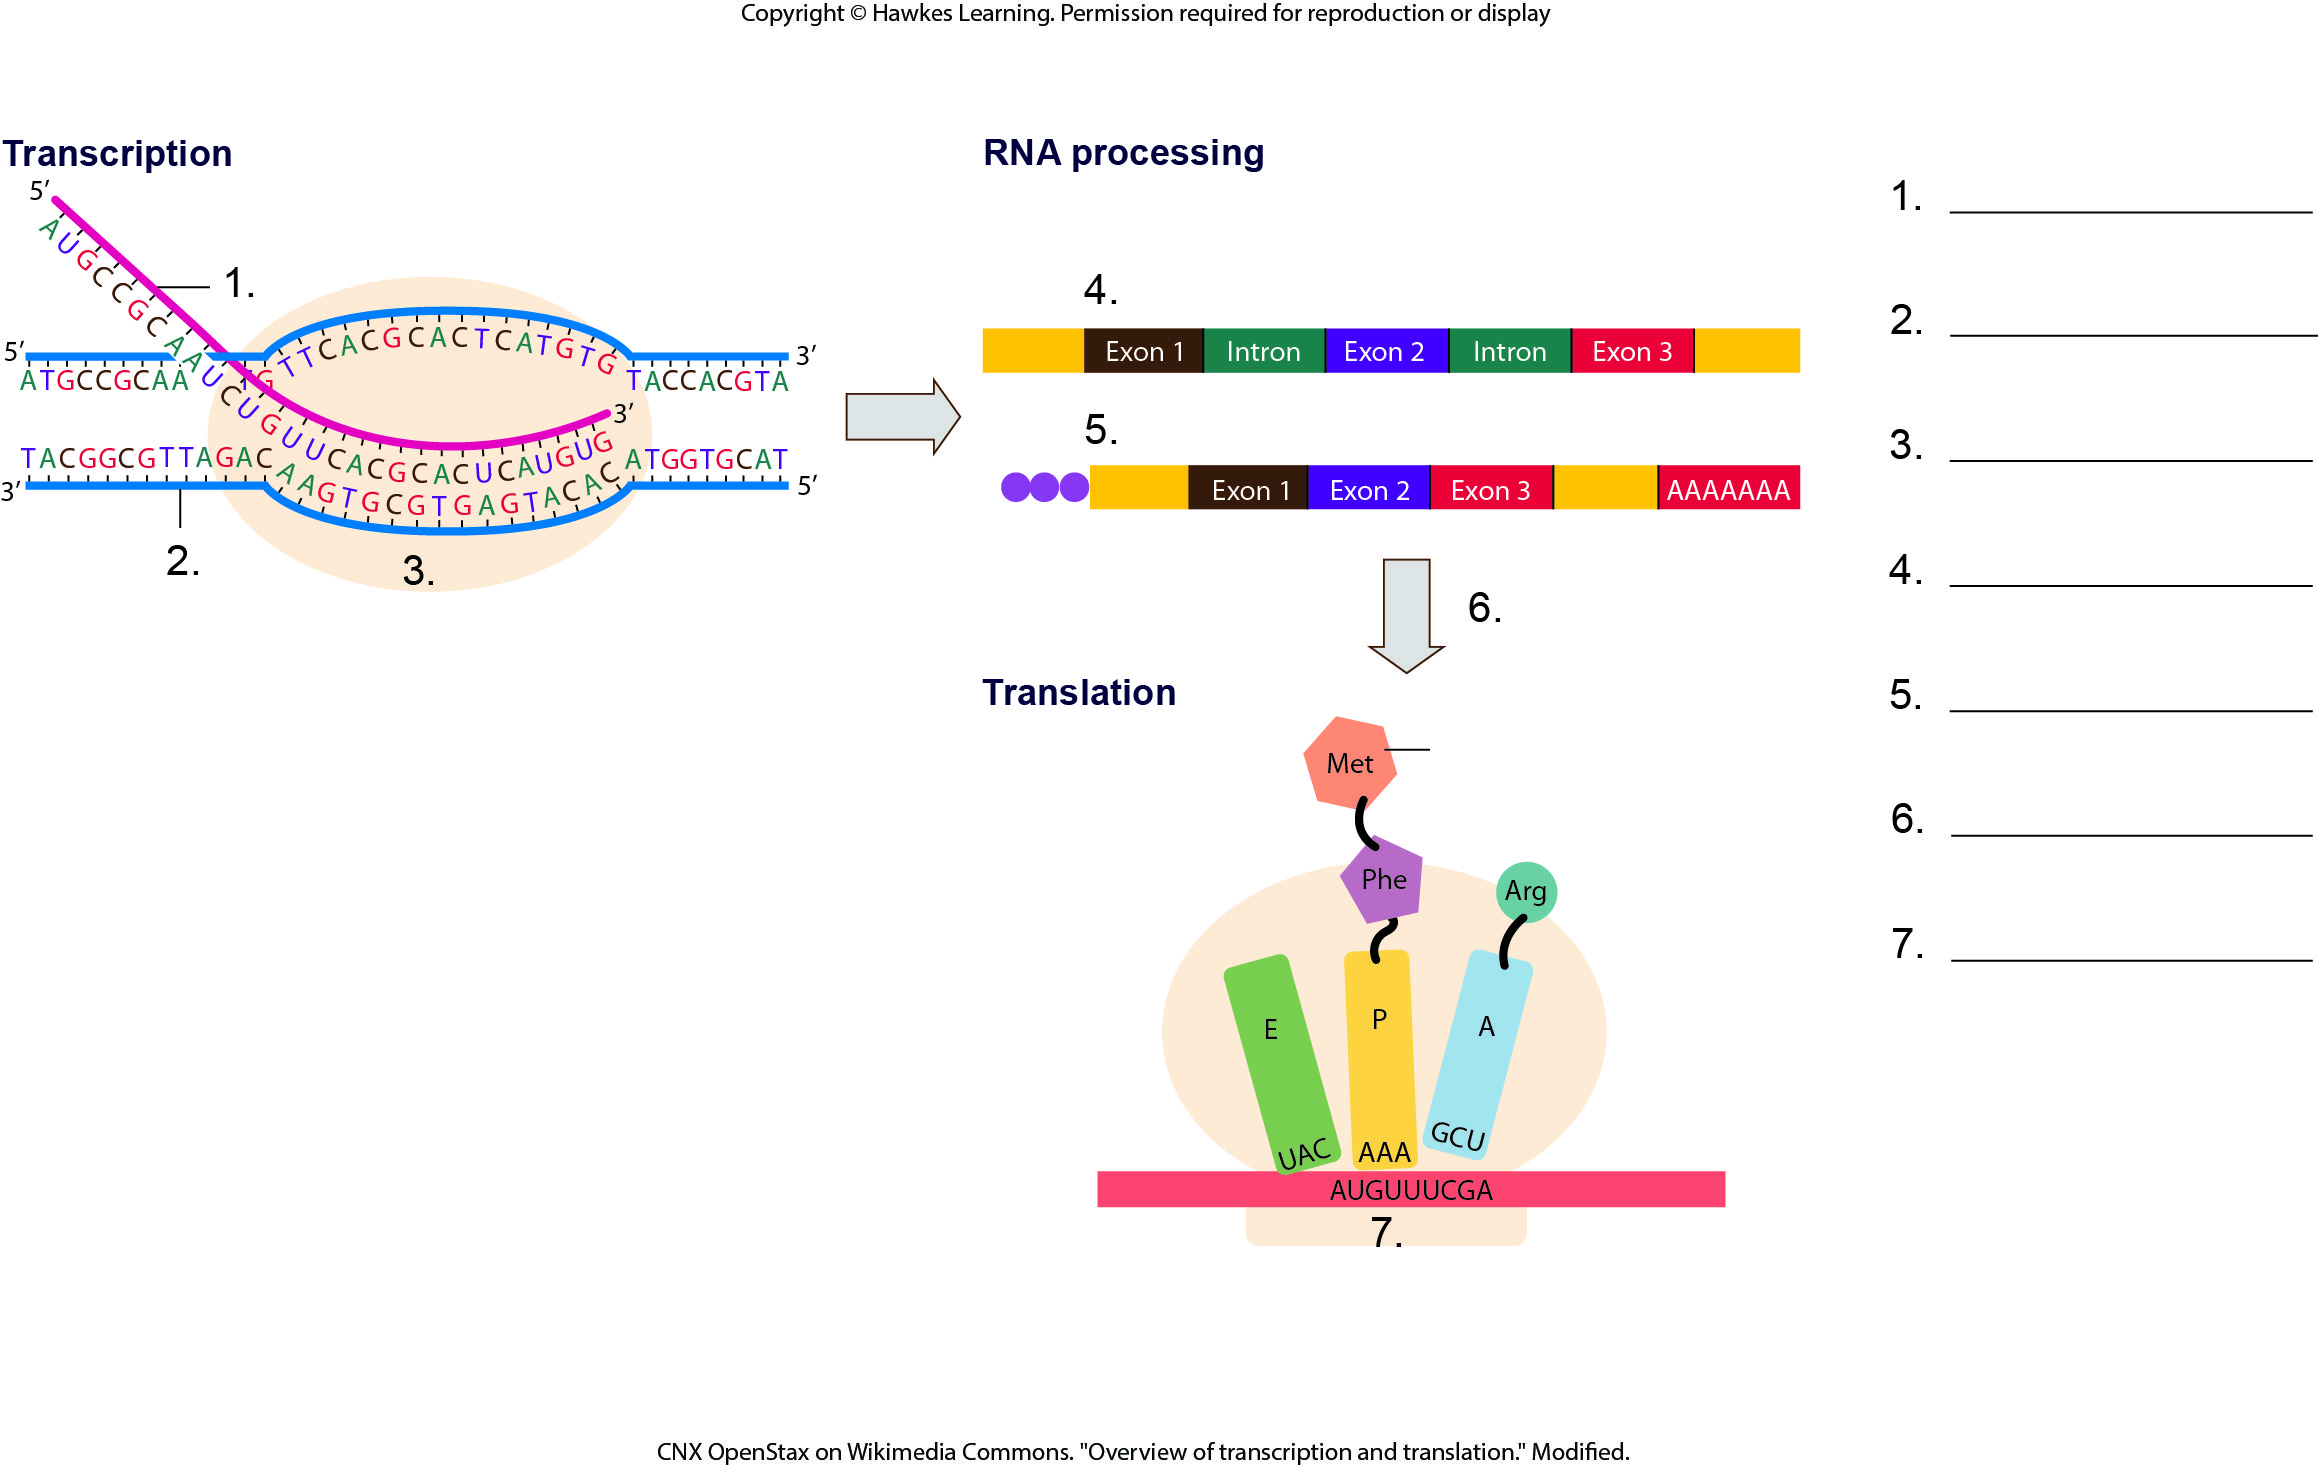 Copyright © Hawkes Learning. Permission required for reproduction or display
Transcription
5′
AUGCCGCAAAUCUGUUCACGCACUCAUGUG
3′
1.
5′
ATGCCGCAA
TG
TTCACGCACTCATGTG
TACCACGTA
3′
TACGGCGTTAGAC
AAGTGCGTGAGTACAC
ATGGTGCAT
3′
5′
2.
3.
RNA processing
4.
Exon 1 Intron Exon 2 Intron Exon 3
5.
Exon 1 Exon 2 Exon 3 AAAAAAA
6.
Translation
Met
Phe
Arg
E P A
UAC AAA GCU
AUGUUUCGA
7.
1.
2.
3.
4.
5.
6.
7.
CNX OpenStax on Wikimedia Commons. "Overview of transcription and translation." Modified.